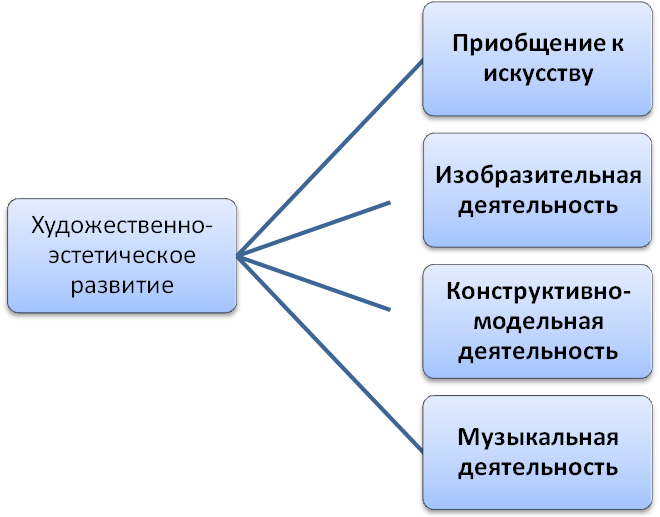 Приобщение к
искусству
Изобразительная
деятельность
Художественно-
эстетическое
развитие
Конструктивно-
модельная
деятельность
Музыкальная
деятельность